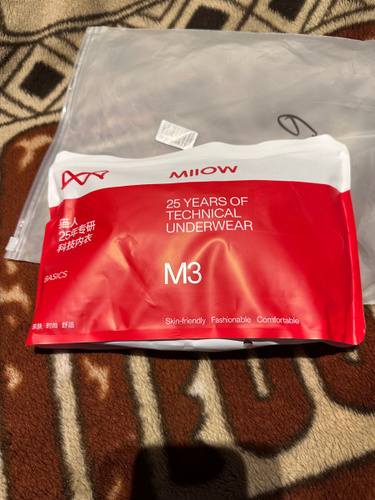 MIIOW
25 YEARS OF
TECHNICAL
UNDERWEAR
猫人
25年专研
科技内衣
M3
BASICS
Skin-friendly Fashionable Comfortable
亲肤 时尚 舒适